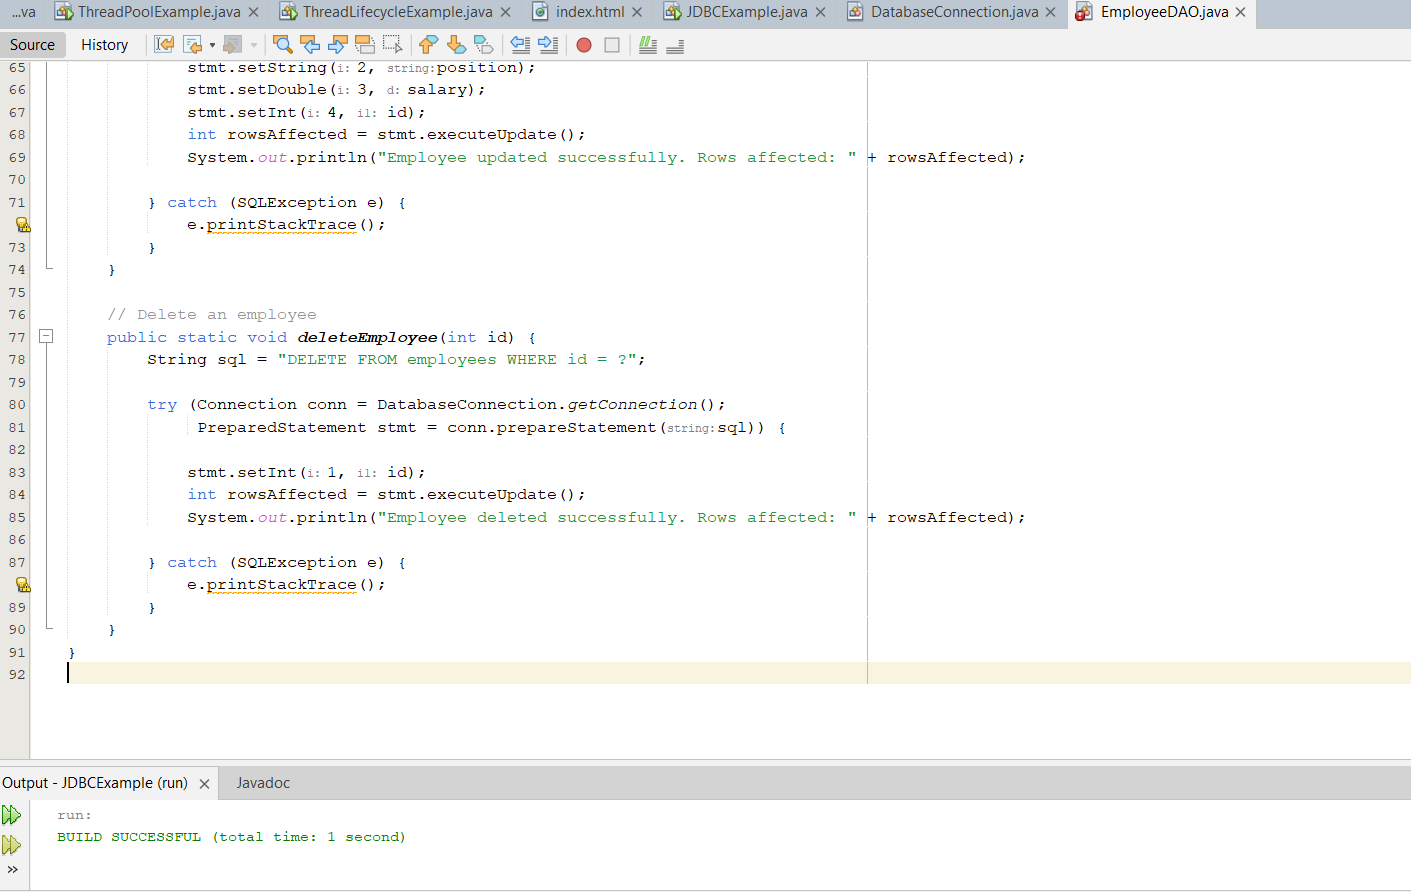 ...va ThreadPoolExample.java ThreadLifecycleExample.java index.html JDBCExample.java DatabaseConnection.java EmployeeDAO.java
Source History
65 stmt.setString(i: 2, string: position);
66 stmt.setDouble(i: 3, d: salary);
67 stmt.setInt(i: 4, i1: id);
68 int rowsAffected = stmt.executeUpdate();
69 System.out.println("Employee updated successfully. Rows affected: " + rowsAffected);
70
71 } catch (SQLException e) {
e.printStackTrace();
73 }
74 }
75
76 // Delete an employee
77 public static void deleteEmployee(int id) {
78 String sql = "DELETE FROM employees WHERE id = ?";
79
80 try (Connection conn = DatabaseConnection.getConnection();
81 PreparedStatement stmt = conn.prepareStatement(string: sql)) {
82
83 stmt.setInt(i: 1, i1: id);
84 int rowsAffected = stmt.executeUpdate();
85 System.out.println("Employee deleted successfully. Rows affected: " + rowsAffected);
86
87 } catch (SQLException e) {
e.printStackTrace();
89 }
90 }
91 }
92
Output - JDBCExample (run) Javadoc
run:
BUILD SUCCESSFUL (total time: 1 second)